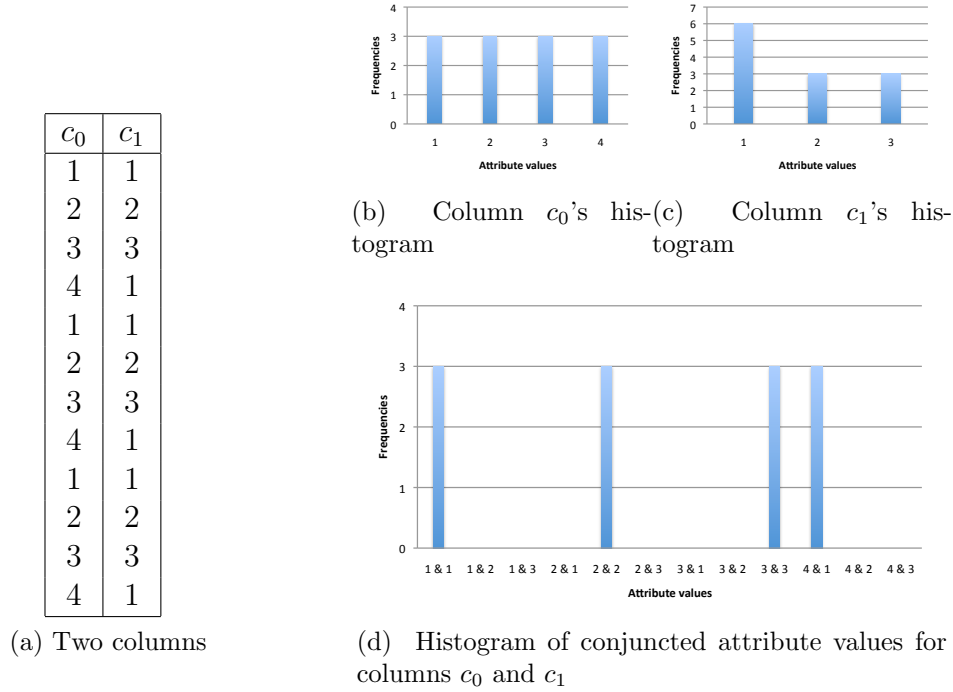 c0 c1
1 1
2 2
3 3
4 1
1 1
2 2
3 3
4 1
1 1
2 2
3 3
4 1
(a) Two columns
4
3
2
1
0
Frequencies
1 2 3 4
Attribute values
(b) Column c0's his-
togram
7
6
5
4
3
2
1
0
Frequencies
1 2 3
Attribute values
(c) Column c1's his-
togram
4
3
2
1
0
Frequencies
1 & 1 1 & 2 1 & 3 2 & 1 2 & 2 2 & 3 3 & 1 3 & 2 3 & 3 4 & 1 4 & 2 4 & 3
Attribute values
(d) Histogram of conjuncted attribute values for
columns c0 and c1